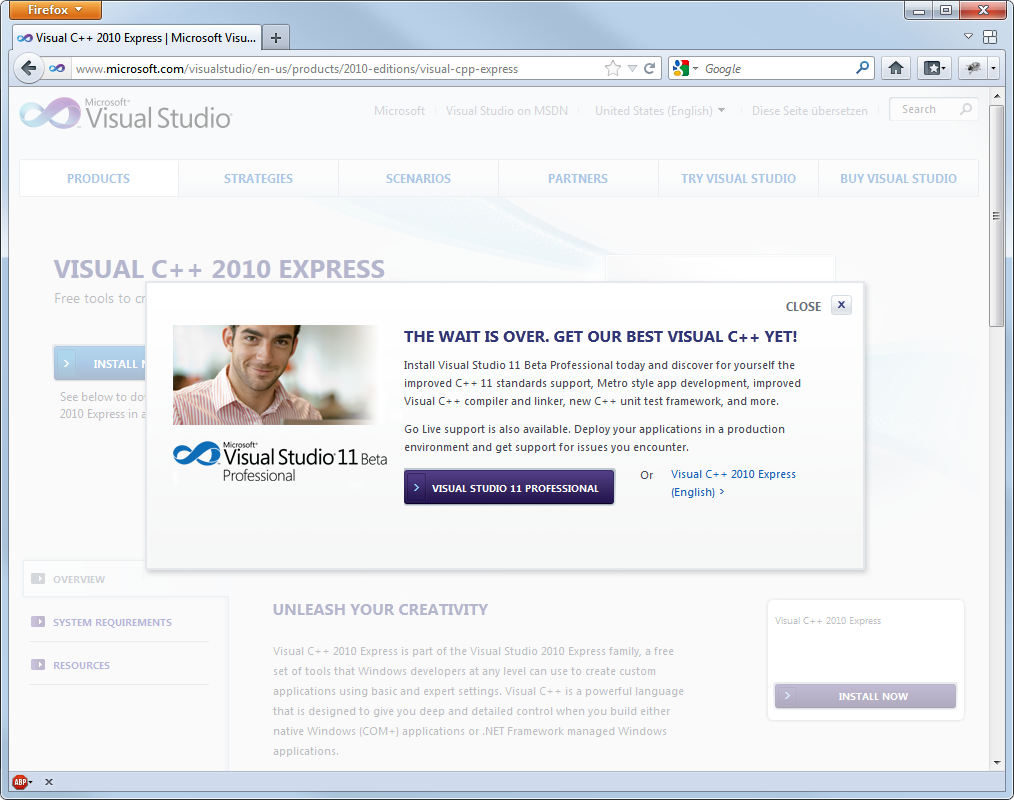 Firefox
Visual C++ 2010 Express | Microsoft Visu...
www.microsoft.com/visualstudio/en-us/products/2010-editions/visual-cpp-express
Google
Microsoft®
Visual Studio
Microsoft
Visual Studio on MSDN
United States (English)
Diese Seite übersetzen
Search
PRODUCTS
STRATEGIES
SCENARIOS
PARTNERS
TRY VISUAL STUDIO
BUY VISUAL STUDIO
VISUAL C++ 2010 EXPRESS
Free tools to cr
INSTALL N
See below to do
2010 Express in a
CLOSE X
Microsoft®
Visual Studio® 11 Beta
Professional
THE WAIT IS OVER. GET OUR BEST VISUAL C++ YET!
Install Visual Studio 11 Beta Professional today and discover for yourself the
improved C++ 11 standards support, Metro style app development, improved
Visual C++ compiler and linker, new C++ unit test framework, and more.
Go Live support is also available. Deploy your applications in a production
environment and get support for issues you encounter.
VISUAL STUDIO 11 PROFESSIONAL
Or
Visual C++ 2010 Express
(English) >
OVERVIEW
SYSTEM REQUIREMENTS
RESOURCES
UNLEASH YOUR CREATIVITY
Visual C++ 2010 Express is part of the Visual Studio 2010 Express family, a free
set of tools that Windows developers at any level can use to create custom
applications using basic and expert settings. Visual C++ is a powerful language
that is designed to give you deep and detailed control when you build either
native Windows (COM+) applications or .NET Framework managed Windows
applications.
Visual C++ 2010 Express
INSTALL NOW
ABP